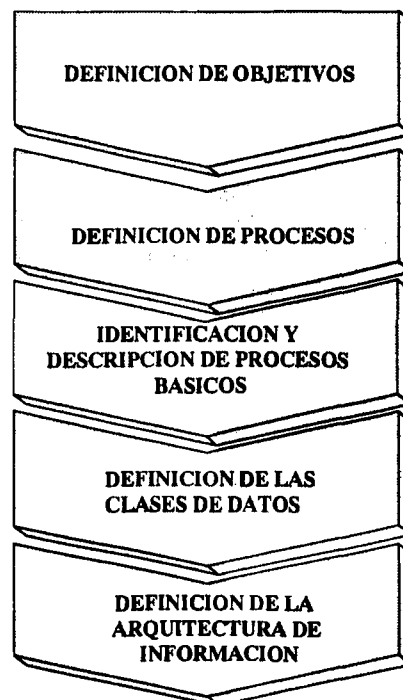 DEFINICION DE OBJETIVOS
DEFINICION DE PROCESOS
IDENTIFICACION Y
DESCRIPCION DE PROCESOS
BASICOS
DEFINICION DE LAS
CLASES DE DATOS
DEFINICION DE LA
ARQUITECTURA DE
INFORMACION